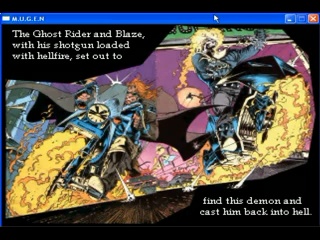 M.U.G.E.N
The Ghost Rider and Blaze,
with his shotgun loaded
with hellfire, set out to
find this demon and
cast him back into hell.